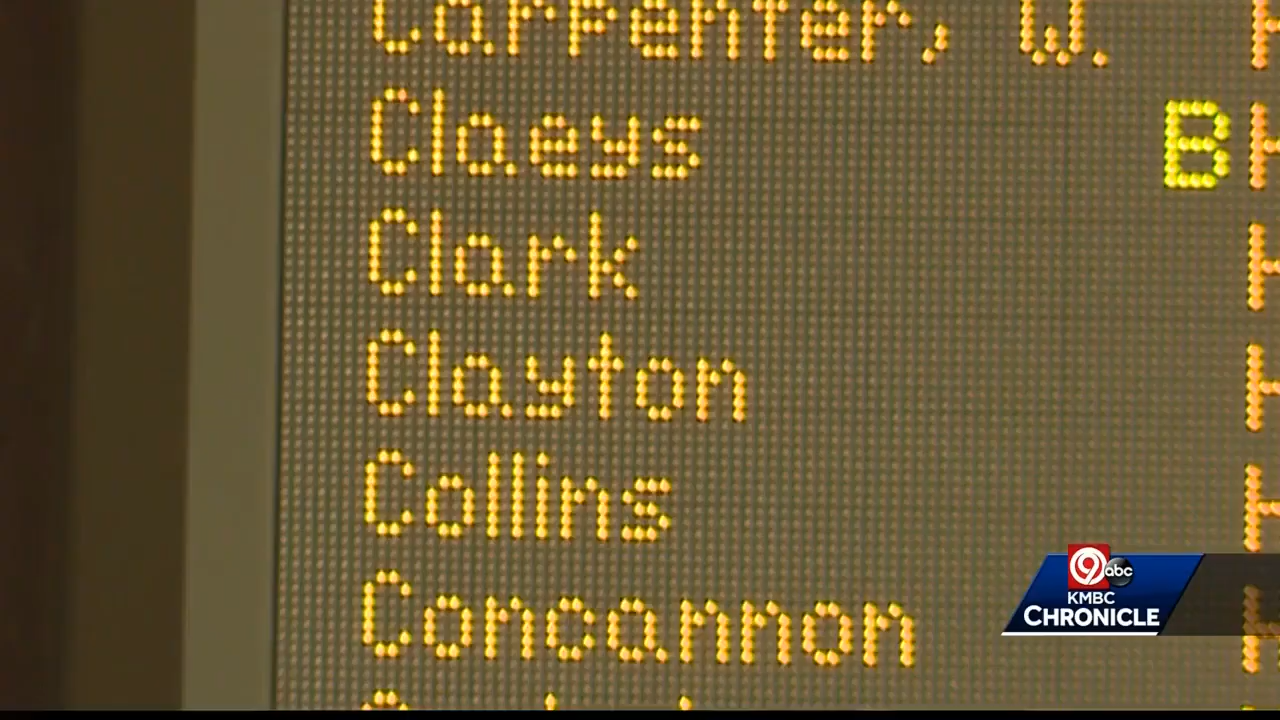 Carpenter, W. H
Claeys B H
Clark H
Clayton H
Collins H
Concannon H
9 abc
KMBC
CHRONICLE